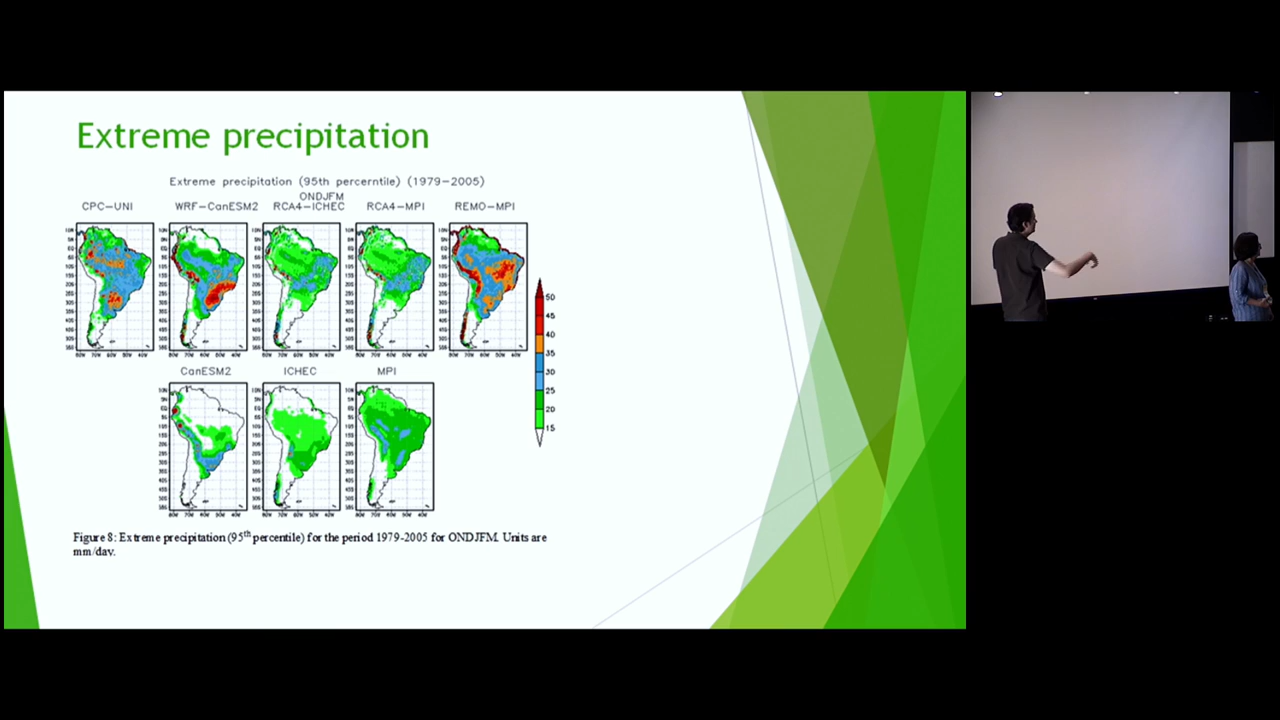 Extreme precipitation
Extreme precipitation (95th percerntile) (1979-2005)
ONDJFM
CPC-UNI WRF-CanESM2 RCA4-ICHEC RCA4-MPI REMO-MPI
50
45
40
35
30
25
20
15
CanESM2 ICHEC MPI
Figure 8: Extreme precipitation (95th percentile) for the period 1979-2005 for ONDJFM. Units are
mm/day.